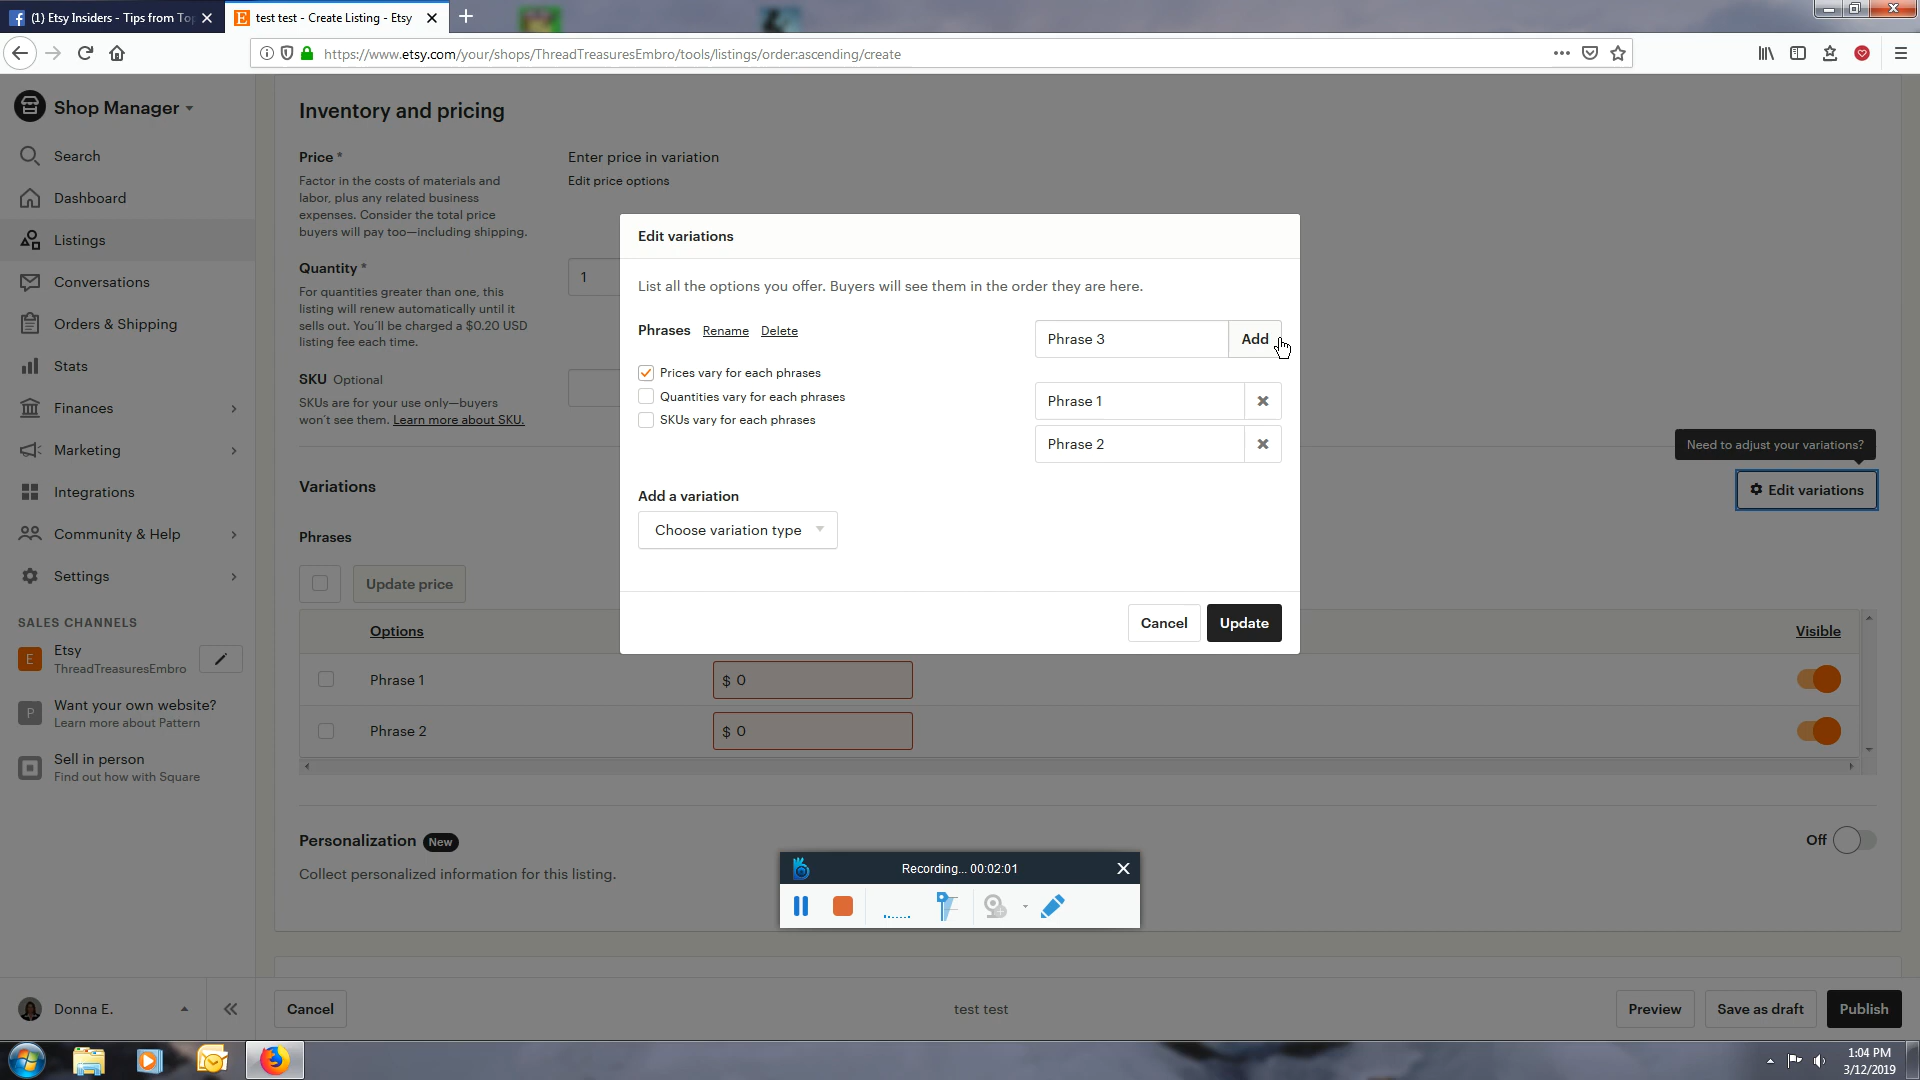 (1) Etsy Insiders - Tips from To
test test - Create Listing - Etsy
https://www.etsy.com/your/shops/ThreadTreasuresEmbro/tools/listings/order:ascending/create
Shop Manager
Search
Dashboard
Listings
Conversations
Orders & Shipping
Stats
Finances
Marketing
Integrations
Community & Help
Settings
SALES CHANNELS
E
Etsy
ThreadTreasuresEmbro
P
Want your own website?
Learn more about Pattern
Sell in person
Find out how with Square
Donna E.
Inventory and pricing
Price *
Factor in the costs of materials and
labor, plus any related business
expenses. Consider the total price
buyers will pay too—including shipping.
Enter price in variation
Edit price options
Quantity *
For quantities greater than one, this
listing will renew automatically until it
sells out. You'll be charged a $0.20 USD
listing fee each time.
1
SKU Optional
SKUs are for your use only—buyers
won't see them. Learn more about SKU.
Edit variations
List all the options you offer. Buyers will see them in the order they are here.
Phrases Rename Delete
Prices vary for each phrases
Quantities vary for each phrases
SKUs vary for each phrases
Phrase 3
Add
Phrase 1
Phrase 2
Add a variation
Choose variation type
Cancel
Update
Need to adjust your variations?
Variations
Edit variations
Phrases
Update price
Options
Visible
Phrase 1
$ 0
Phrase 2
$ 0
Personalization New
Off
Collect personalized information for this listing.
Recording... 00:02:01
Cancel
test test
Preview
Save as draft
Publish
1:04 PM
3/12/2019